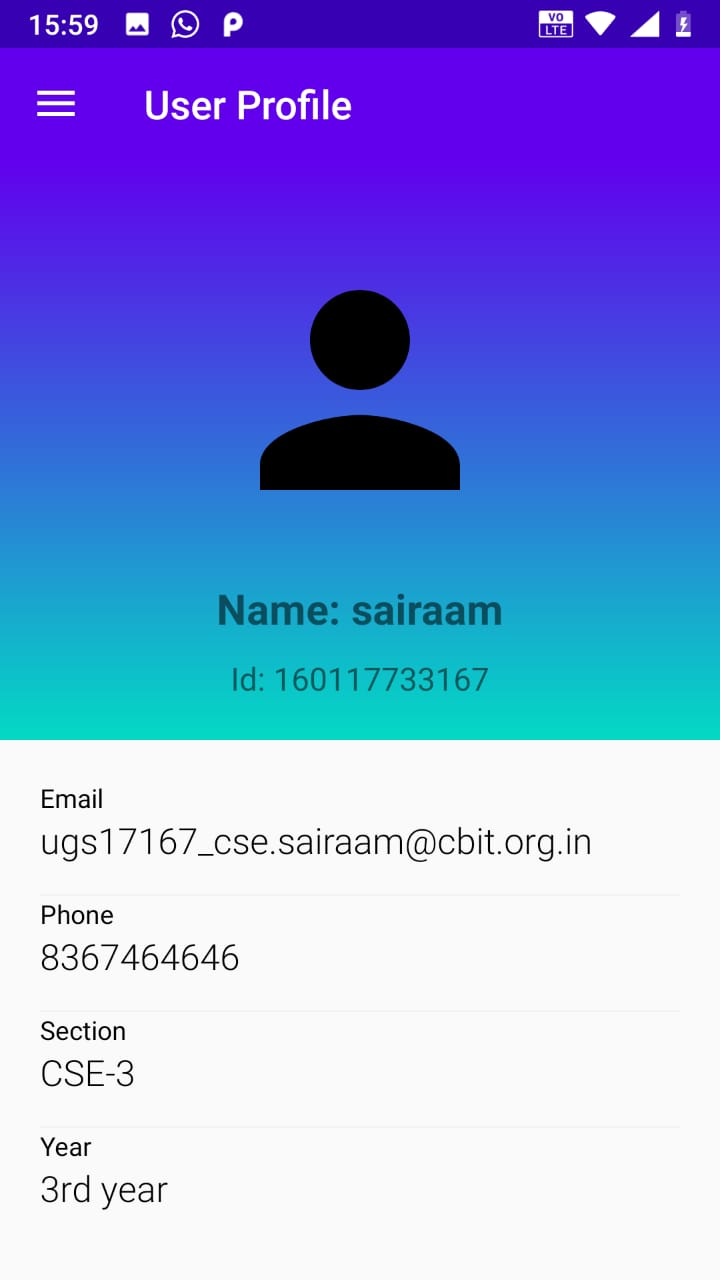 15:59
VO
LTE
User Profile
Name: sairaam
Id: 160117733167
Email
ugs17167_cse.sairaam@cbit.org.in
Phone
8367464646
Section
CSE-3
Year
3rd year